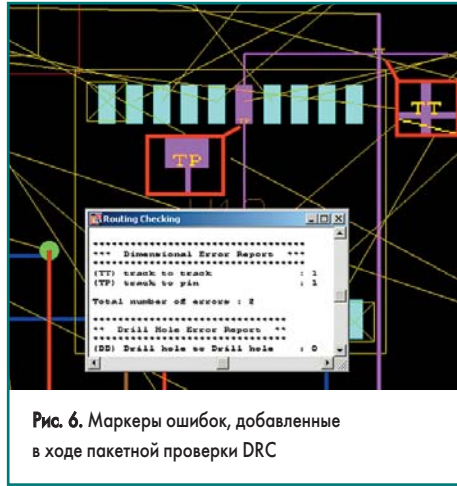 TT
TP
TP
TT
Routing Checking
***********************************
*** Dimensional Error Report ***
***********************************
(TT) track to track : 1
(TP) track to pin : 1
Total number of errors : 2
********************************
** Drill Hole Error Report **
********************************
(DD) Drill hole to Drill hole : 0
Рис. 6. Маркеры ошибок, добавленные
в ходе пакетной проверки DRC